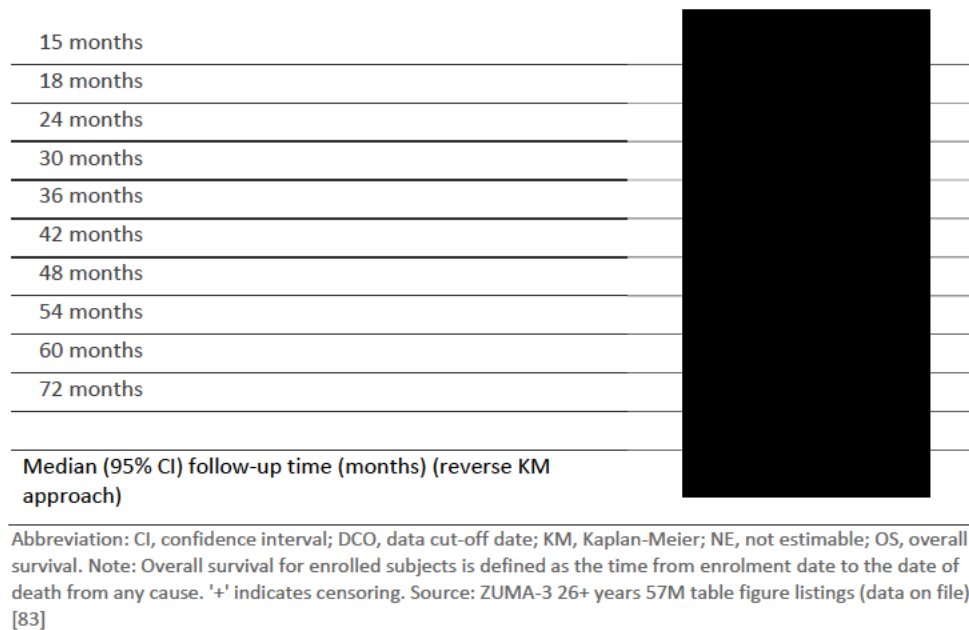 15 months
18 months
24 months
30 months
36 months
42 months
48 months
54 months
60 months
72 months
Median (95% CI) follow-up time (months) (reverse KM
approach)
Abbreviation: CI, confidence interval; DCO, data cut-off date; KM, Kaplan-Meier; NE, not estimable; OS, overall
survival. Note: Overall survival for enrolled subjects is defined as the time from enrolment date to the date of
death from any cause. '+' indicates censoring. Source: ZUMA-3 26+ years 57M table figure listings (data on file)
[83]